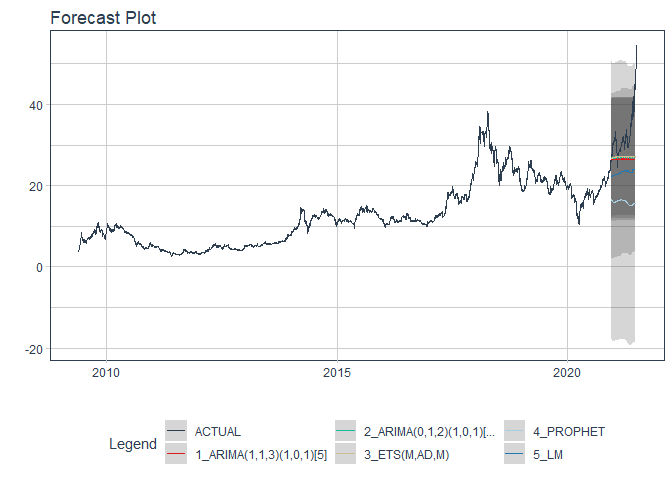 Forecast Plot
40
20
0
-20
2010 2015 2020
Legend
ACTUAL 2_ARIMA(0,1,2)(1,0,1)[... 4_PROPHET
1_ARIMA(1,1,3)(1,0,1)[5] 3_ETS(M,AD,M) 5_LM